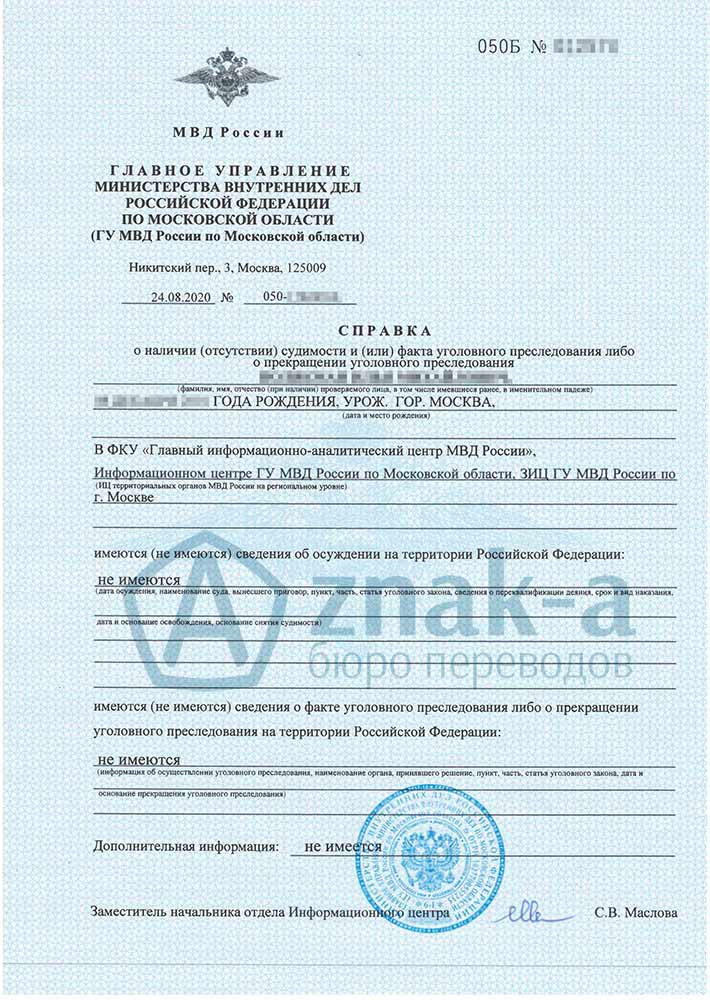 050Б №
МВД России
ГЛАВНОЕ УПРАВЛЕНИЕ
МИНИСТЕРСТВА ВНУТРЕННИХ ДЕЛ
РОССИЙСКОЙ ФЕДЕРАЦИИ
ПО МОСКОВСКОЙ ОБЛАСТИ
(ГУ МВД России по Московской области)
Никитский пер., 3, Москва, 125009
24.08.2020 № 050-
СПРАВКА
о наличии (отсутствии) судимости и (или) факта уголовного преследования либо
о прекращении уголовного преследования
(фамилия, имя, отчество (при наличии) проверяемого лица, в том числе имевшиеся ранее, в именительном падеже)
ГОДА РОЖДЕНИЯ, УРОЖ. ГОР. МОСКВА,
(дата и место рождения)
В ФКУ «Главный информационно-аналитический центр МВД России»,
Информационном центре ГУ МВД России по Московской области, ЗИЦ ГУ МВД России по
(ИЦ территориальных органов МВД России на региональном уровне)
г. Москве
имеются (не имеются) сведения об осуждении на территории Российской Федерации:
не имеются
(дата осуждения, наименование суда, вынесшего приговор, пункт, часть, статья уголовного закона, сведения о переквалификации деяния, срок и вид наказания,
дата и основание освобождения, основание снятия судимости)
znak-a
бюро переводов
имеются (не имеются) сведения о факте уголовного преследования либо о прекращении
уголовного преследования на территории Российской Федерации:
не имеются
(информация об осуществлении уголовного преследования, наименование органа, принявшего решение, пункт, часть, статья уголовного закона, дата и
основание прекращения уголовного преследования)
Дополнительная информация: не имеется
Заместитель начальника отдела Информационного центра С.В. Маслова